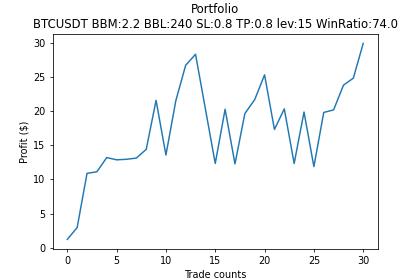 Portfolio
BTCUSDT BBM:2.2 BBL:240 SL:0.8 TP:0.8 lev:15 WinRatio:74.0
30
25
20
15
10
5
0
Profit ($)
0 5 10 15 20 25 30
Trade counts